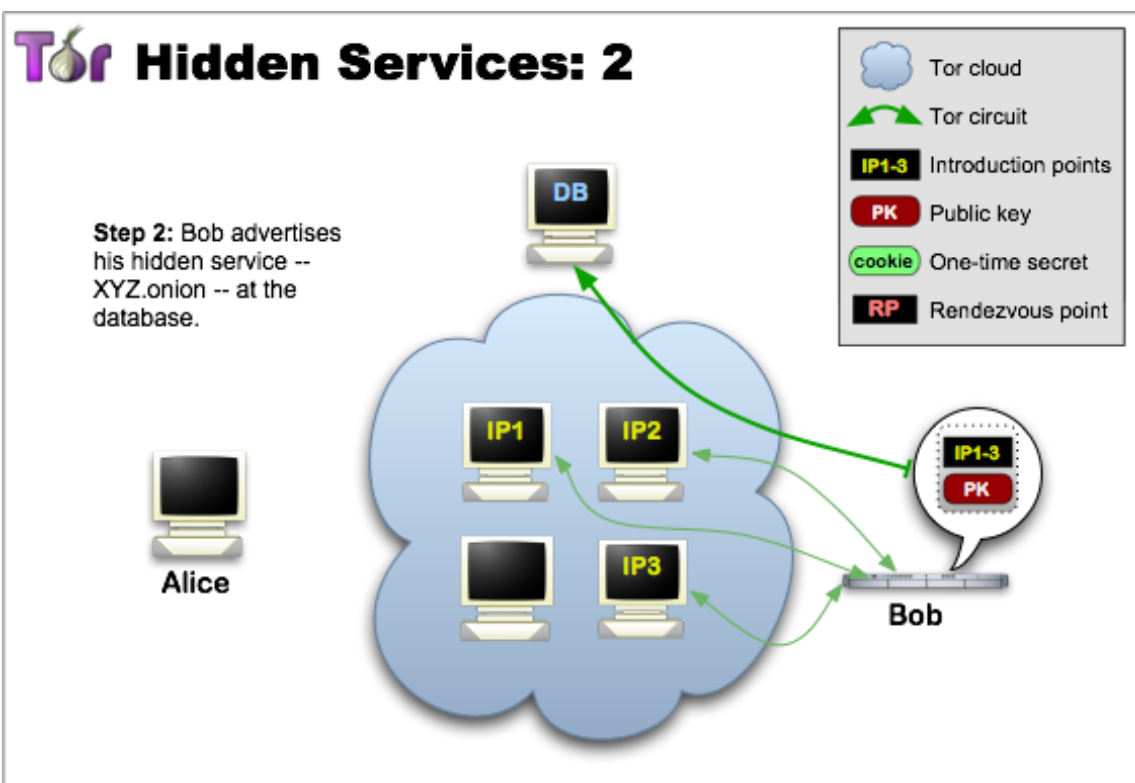 Tor Hidden Services: 2
Tor cloud
Tor circuit
IP1-3 Introduction points
PK Public key
cookie One-time secret
RP Rendezvous point
DB
Step 2: Bob advertises
his hidden service --
XYZ.onion -- at the
database.
IP1
IP2
IP1-3
PK
IP3
Alice
Bob